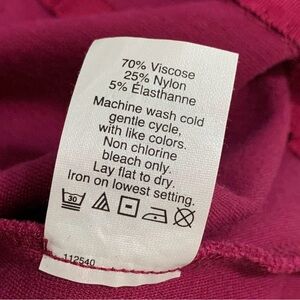 70% Viscose
25% Nylon
5% Élasthanne
Machine wash cold
gentle cycle,
with like colors.
Non chlorine
bleach only.
Lay flat to dry.
Iron on lowest setting.
30
112540